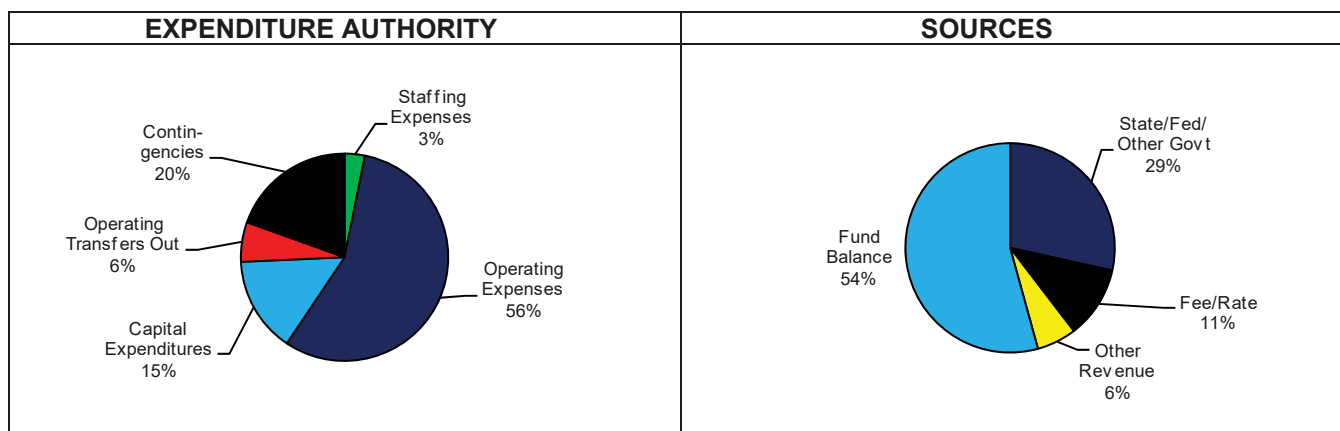 EXPENDITURE AUTHORITY
Staffing
Expenses
3%
Contin-
gencies
20%
Operating
Transfers Out
6%
Operating
Expenses
56%
Capital
Expenditures
15%
SOURCES
State/Fed/
Other Govt
29%
Fund
Balance
54%
Fee/Rate
11%
Other
Revenue
6%